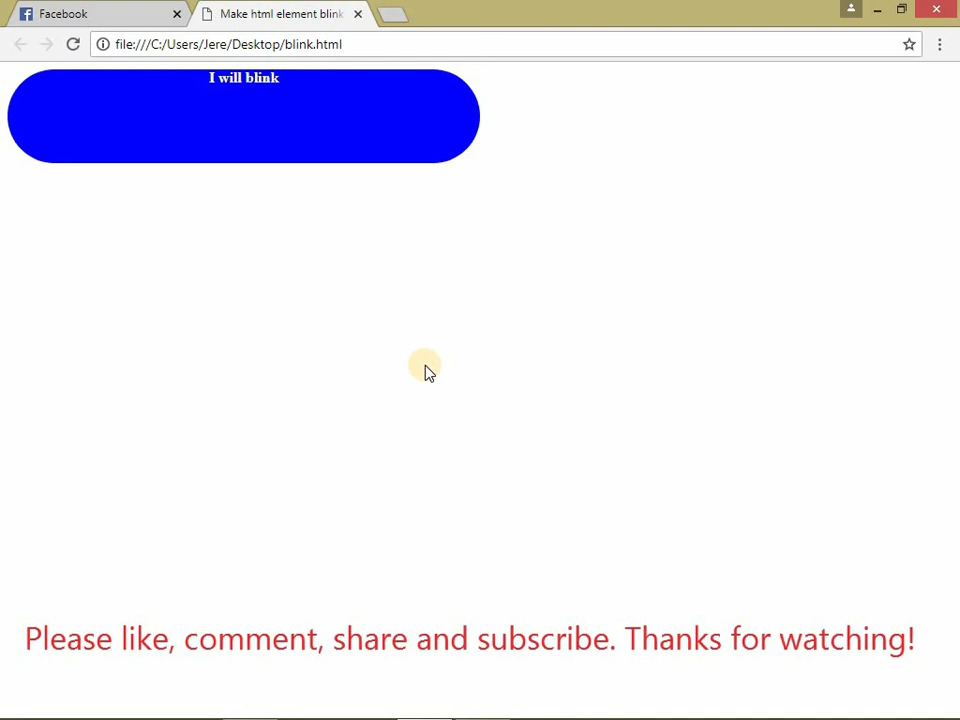 Facebook
Make html element blink
file:///C:/Users/Jere/Desktop/blink.html
I will blink
Please like, comment, share and subscribe. Thanks for watching!